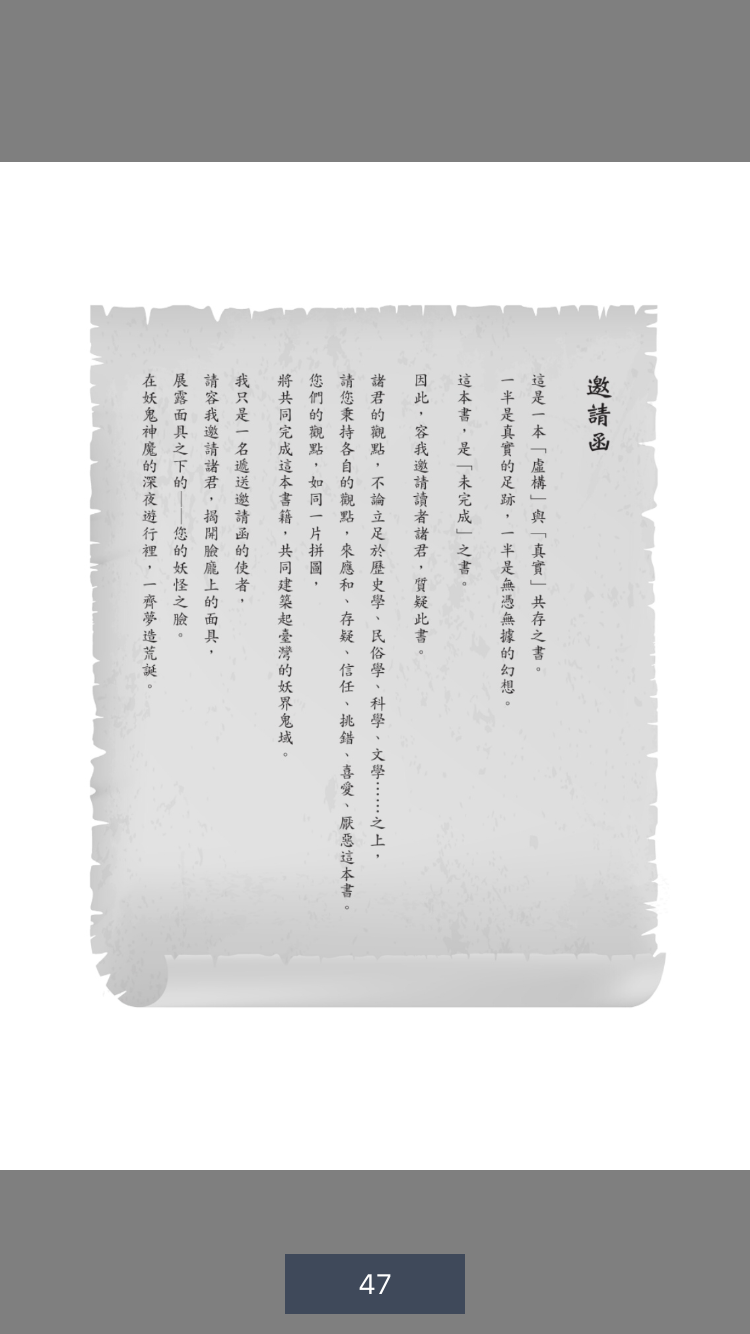 邀請函
這是一本「虛構」與「真實」共存之書。
一半是真實的足跡，一半是無憑無據的幻想。
這本書，是「未完成」之書。
因此，容我邀請讀者諸君，質疑此書。
諸君的觀點，不論立足於歷史學、民俗學、科學、文學……之上，
請您秉持各自的觀點，來應和、存疑、信任、挑錯、喜愛、厭惡這本書。
您們的觀點，如同一片拼圖，
將共同完成這本書籍，共同建築起臺灣的妖界鬼域。
我只是一名遞送邀請函的使者，
請容我邀請諸君，揭開臉龐上的面具，
展露面具之下的——您的妖怪之臉。
在妖鬼神魔的深夜遊行裡，一齊夢造荒誕。
47